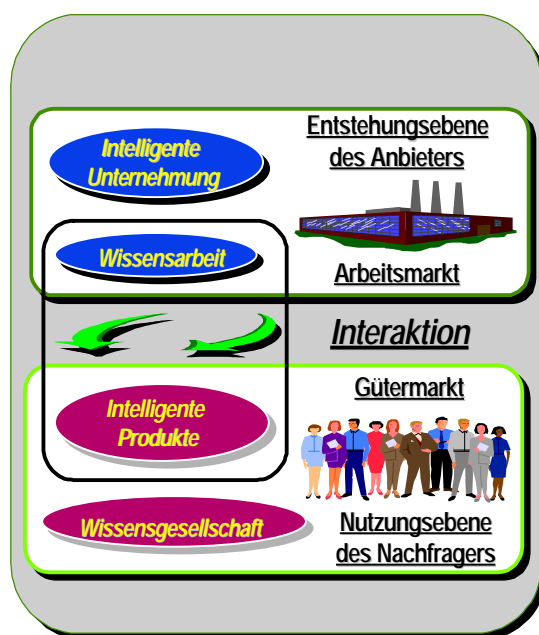 Intelligente
Unternehmung
Entstehungsebene
des Anbieters
Wissensarbeit
Arbeitsmarkt
Interaktion
Gütermarkt
Intelligente
Produkte
Wissensgesellschaft
Nutzungsebene
des Nachfragers